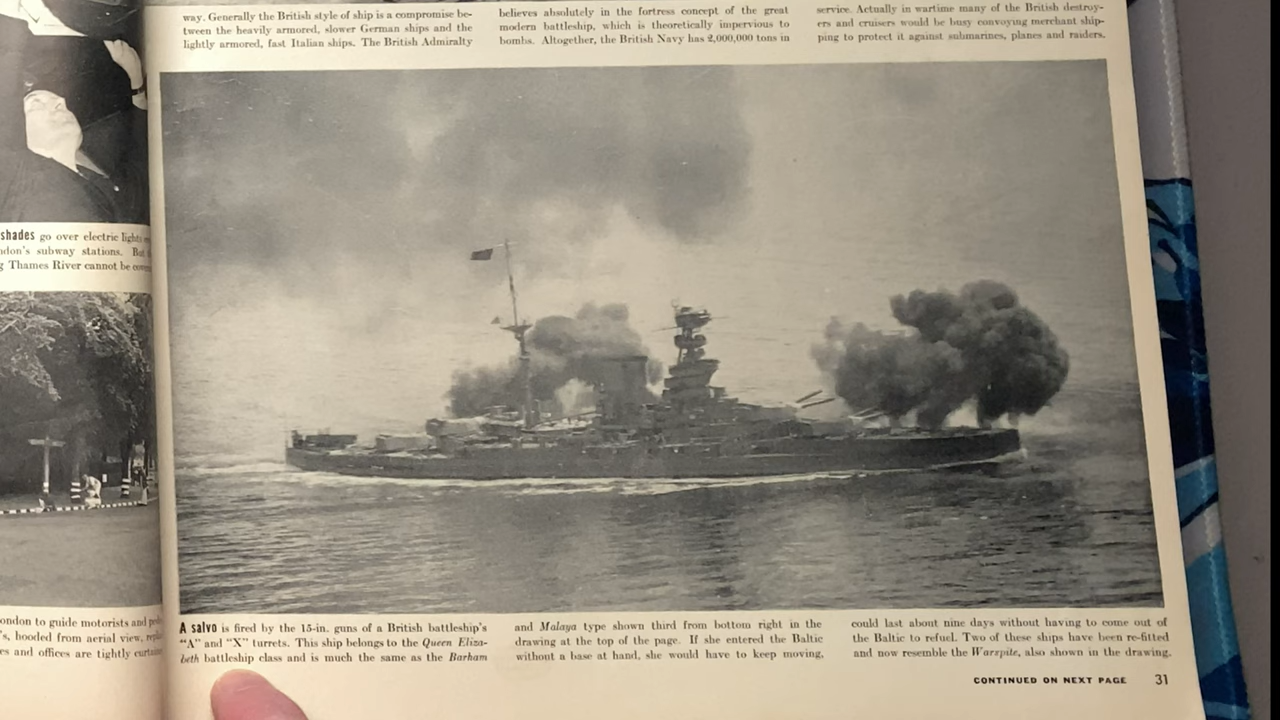 shades go over electric lights
subway stations. But
Thames River cannot be
to guide motorists and
hooded from aerial view,
and offices are tightly
way. Generally the British style of ship is a compromise be-
tween the heavily armored, slower German ships and the
lightly armored, fast Italian ships. The British Admiralty
believes absolutely in the fortress concept of the great
modern battleship, which is theoretically impervious to
bombs. Altogether, the British Navy has 2,000,000 tons in
service. Actually in wartime many of the British destroy-
ers and cruisers would be busy convoying merchant ship-
ping to protect it against submarines, planes and raiders.
A salvo is fired by the 15-in. guns of a British battleship's
"A" and "X" turrets. This ship belongs to the Queen Eliza-
beth battleship class and is much the same as the Barham
and Malaya type shown third from bottom right in the
drawing at the top of the page. If she entered the Baltic
without a base at hand, she would have to keep moving,
could last about nine days without having to come out of
the Baltic to refuel. Two of these ships have been re-fitted
and now resemble the Warspite, also shown in the drawing.
CONTINUED ON NEXT PAGE 31